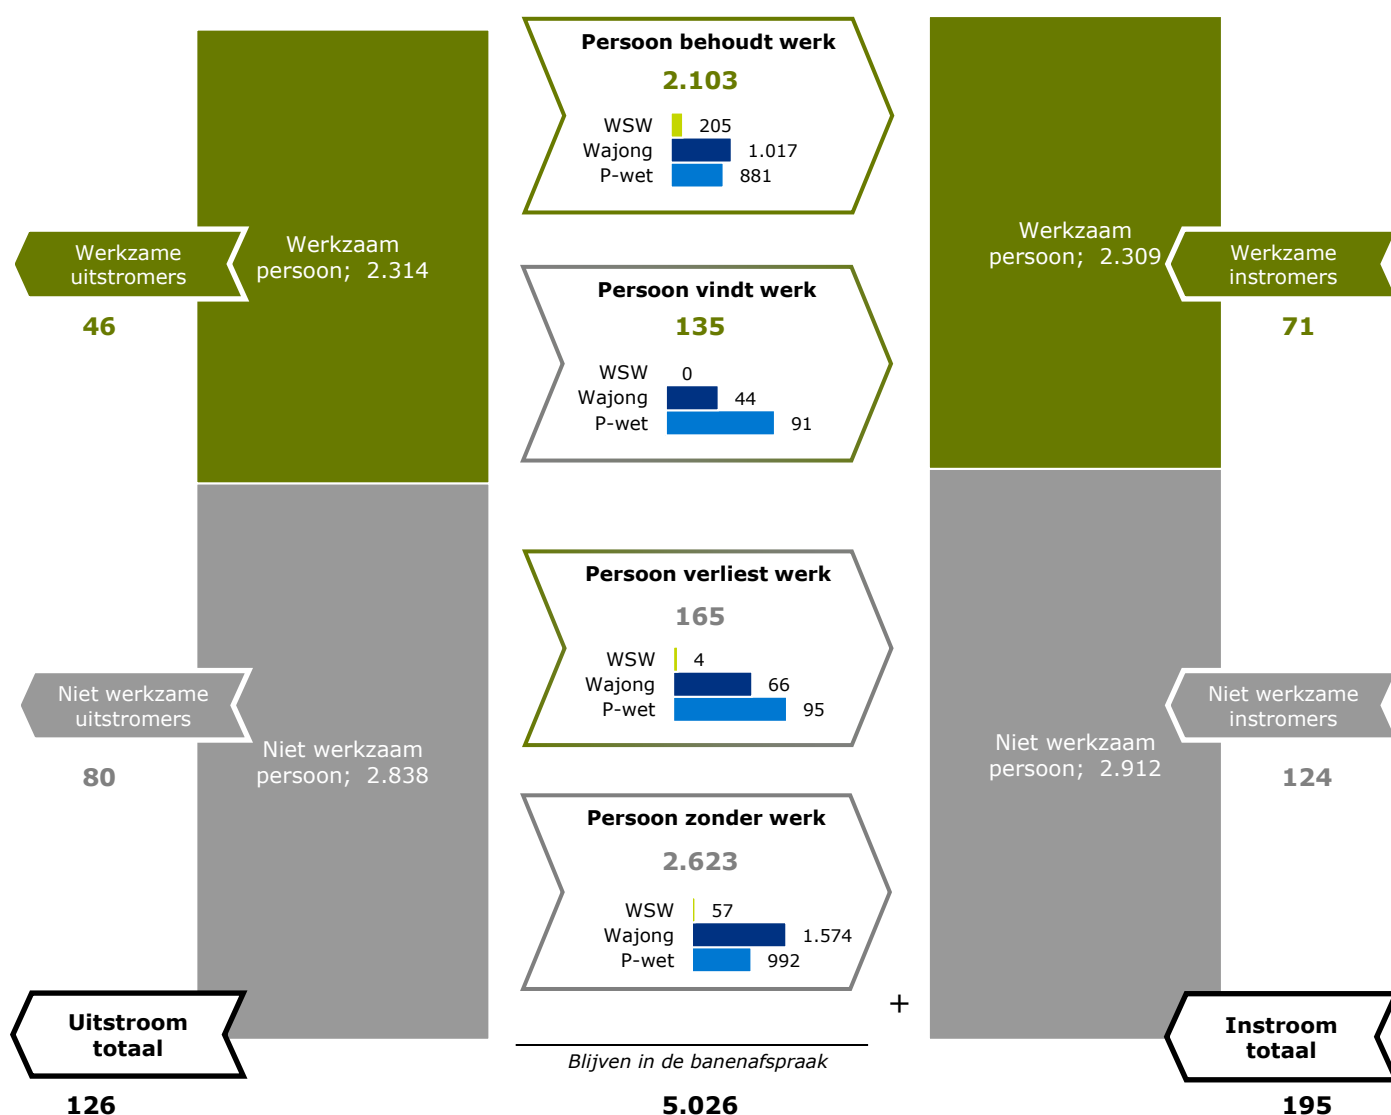 Persoon behoudt werk
2.103
WSW 205
Wajong 1.017
P-wet 881
Werkzaam
persoon; 2.314
Werkzame
uitstromers
46
Werkzaam
persoon; 2.309
Werkzame
instromers
71
Persoon vindt werk
135
WSW 0
Wajong 44
P-wet 91
Persoon verliest werk
165
WSW 4
Wajong 66
P-wet 95
Niet werkzame
uitstromers
80
Niet werkzaam
persoon; 2.838
Niet werkzaam
persoon; 2.912
Niet werkzame
instromers
124
Persoon zonder werk
2.623
WSW 57
Wajong 1.574
P-wet 992
+
Uitstroom
totaal
126
Blijven in de banenafspraak
5.026
Instroom
totaal
195